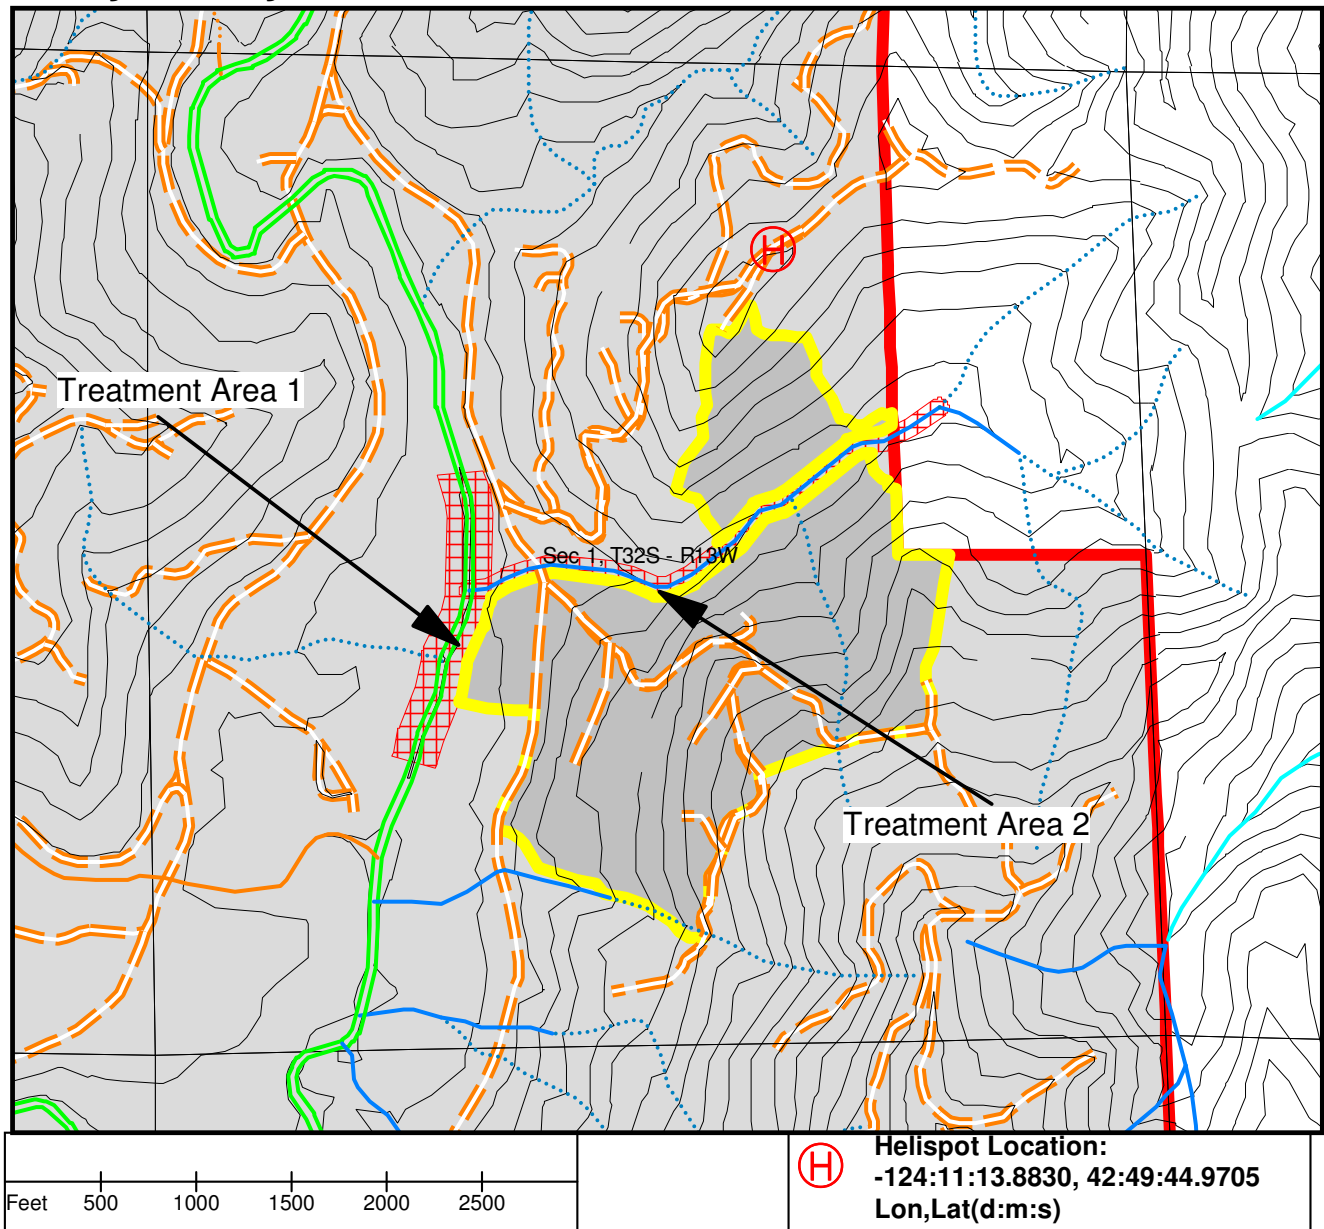 Treatment Area 1
Sec 1, T32S - R13W
Treatment Area 2
H
H
Feet 500 1000 1500 2000 2500
Helispot Location:
-124:11:13.8830, 42:49:44.9705
Lon,Lat(d:m:s)